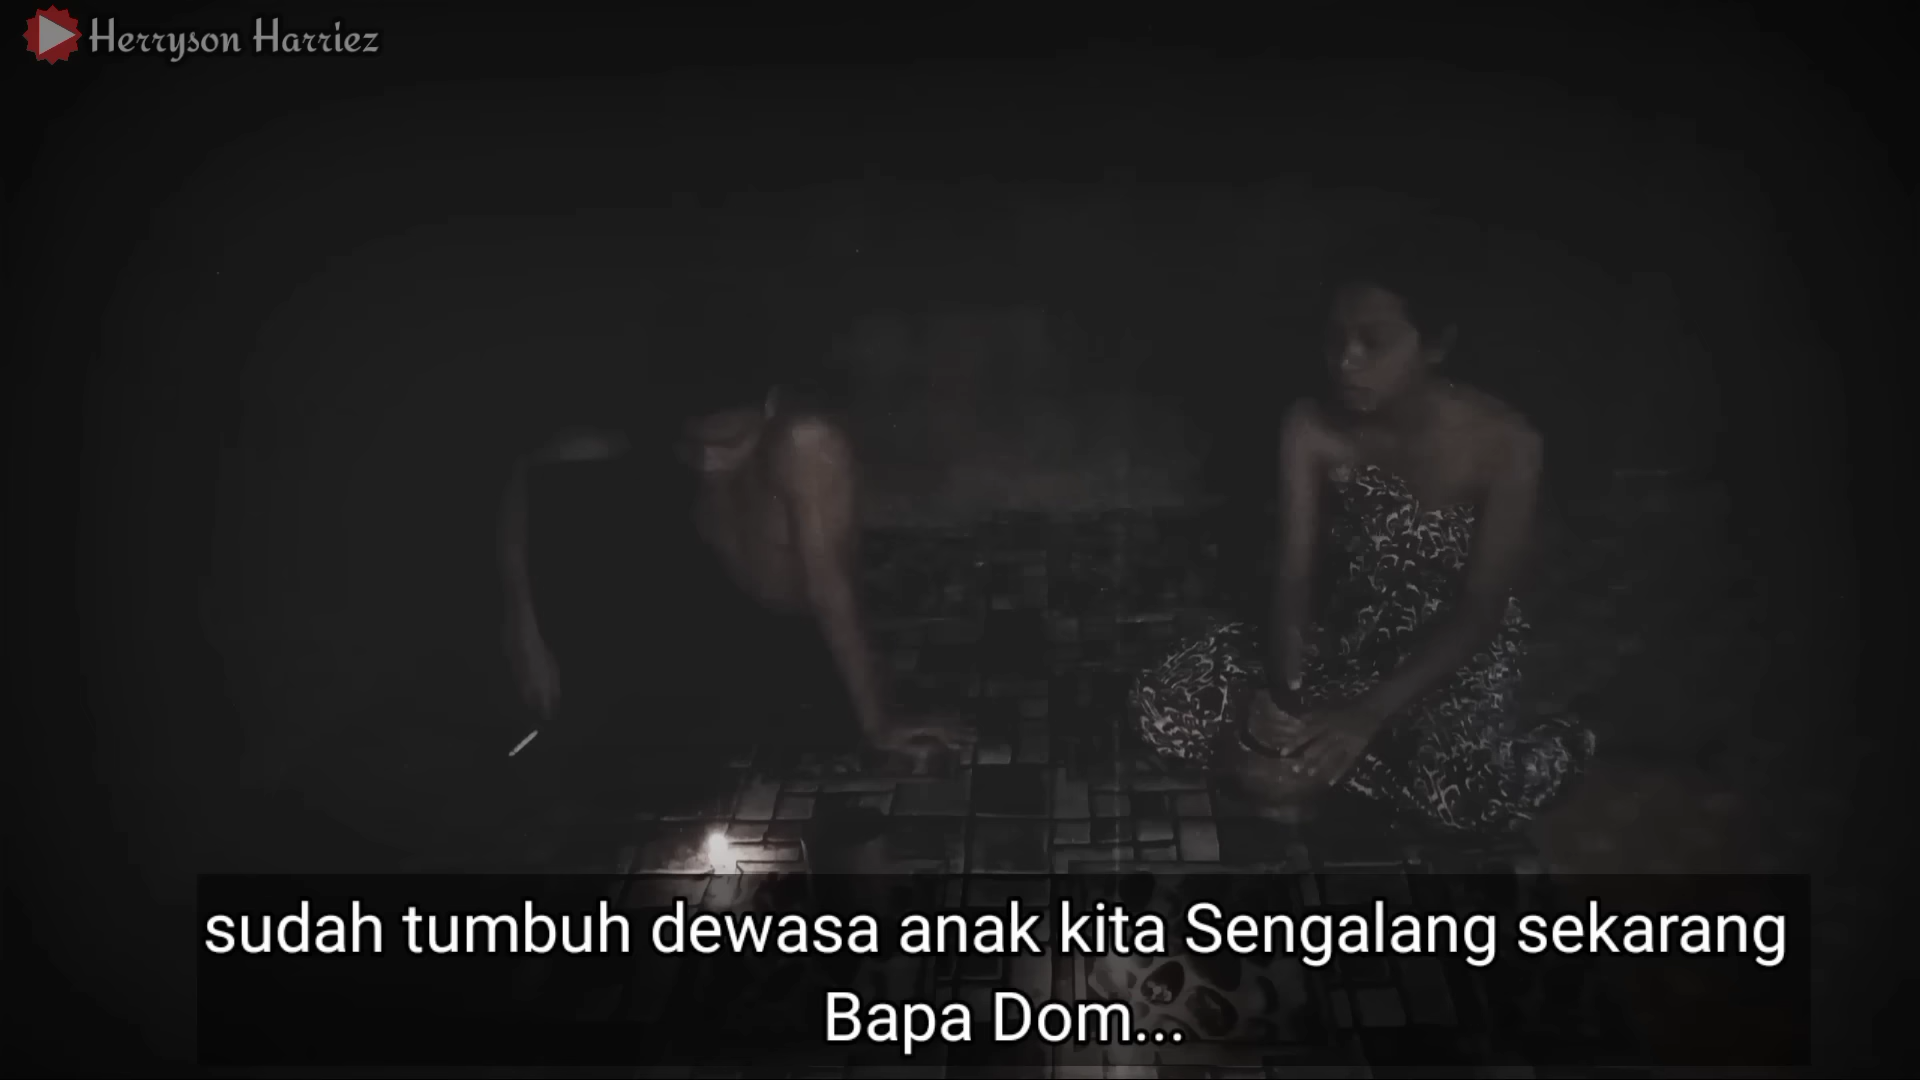 Herryson Harriez
sudah tumbuh dewasa anak kita Sengalang sekarang
Bapa Dom...